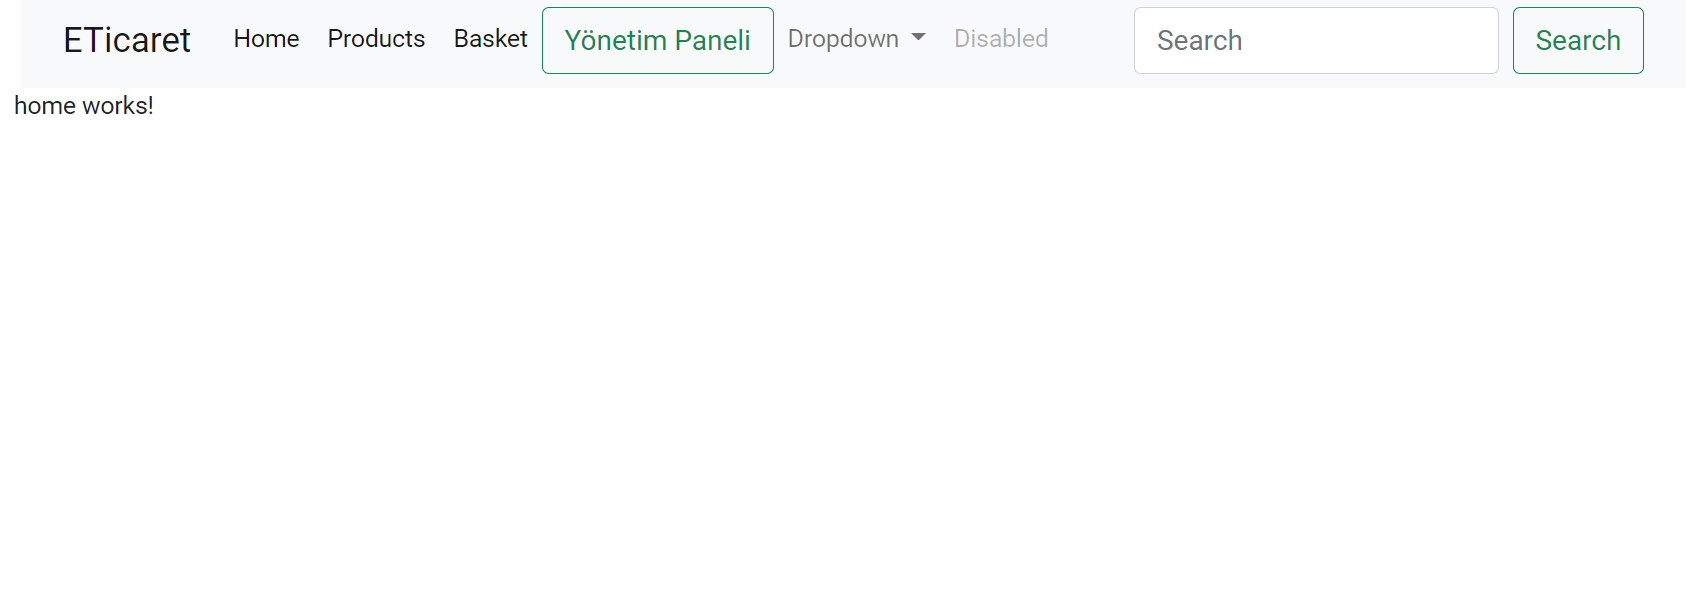 ETicaret Home Products Basket Yönetim Paneli Dropdown Disabled Search Search
home works!